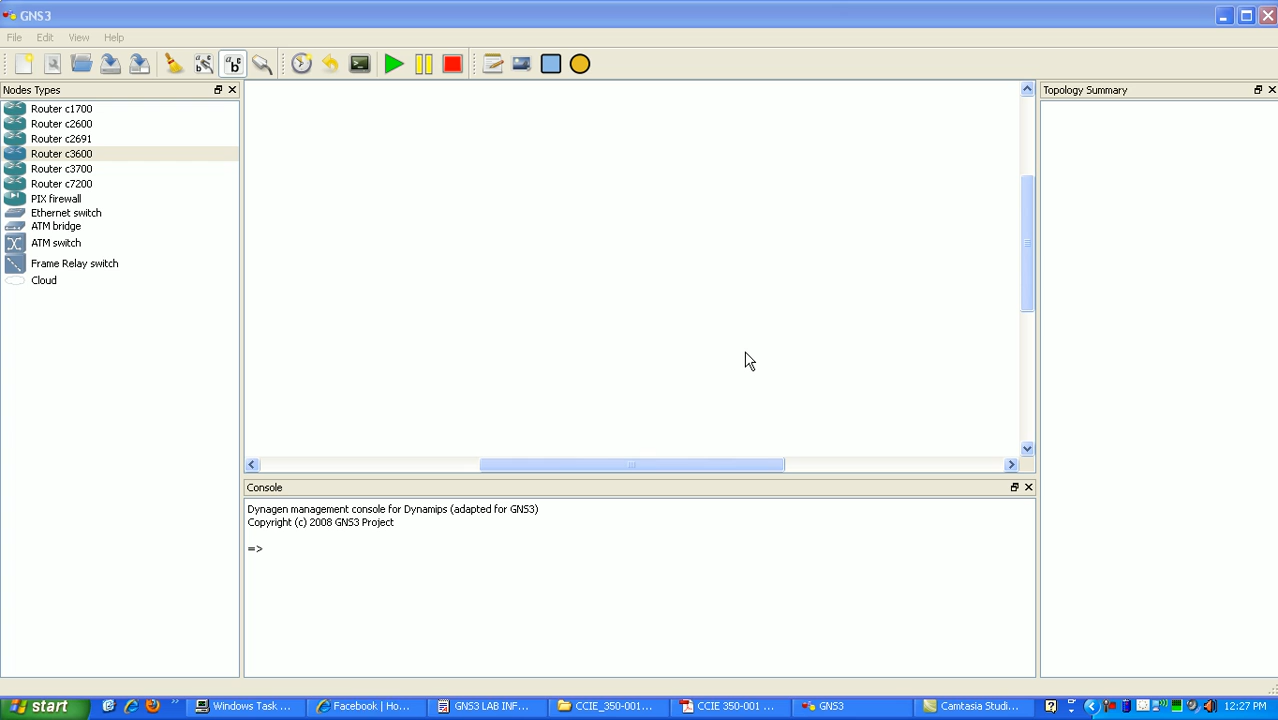 GNS3
File Edit View Help
Nodes Types
Router c1700
Router c2600
Router c2691
Router c3600
Router c3700
Router c7200
PIX firewall
Ethernet switch
ATM bridge
ATM switch
Frame Relay switch
Cloud
Topology Summary
Console
Dynagen management console for Dynamips (adapted for GNS3)
Copyright (c) 2008 GNS3 Project
=>
start
Windows Task ...
Facebook | Ho...
GNS3 LAB INF...
CCIE_350-001...
CCIE 350-001 ...
GNS3
Camtasia Studi...
12:27 PM